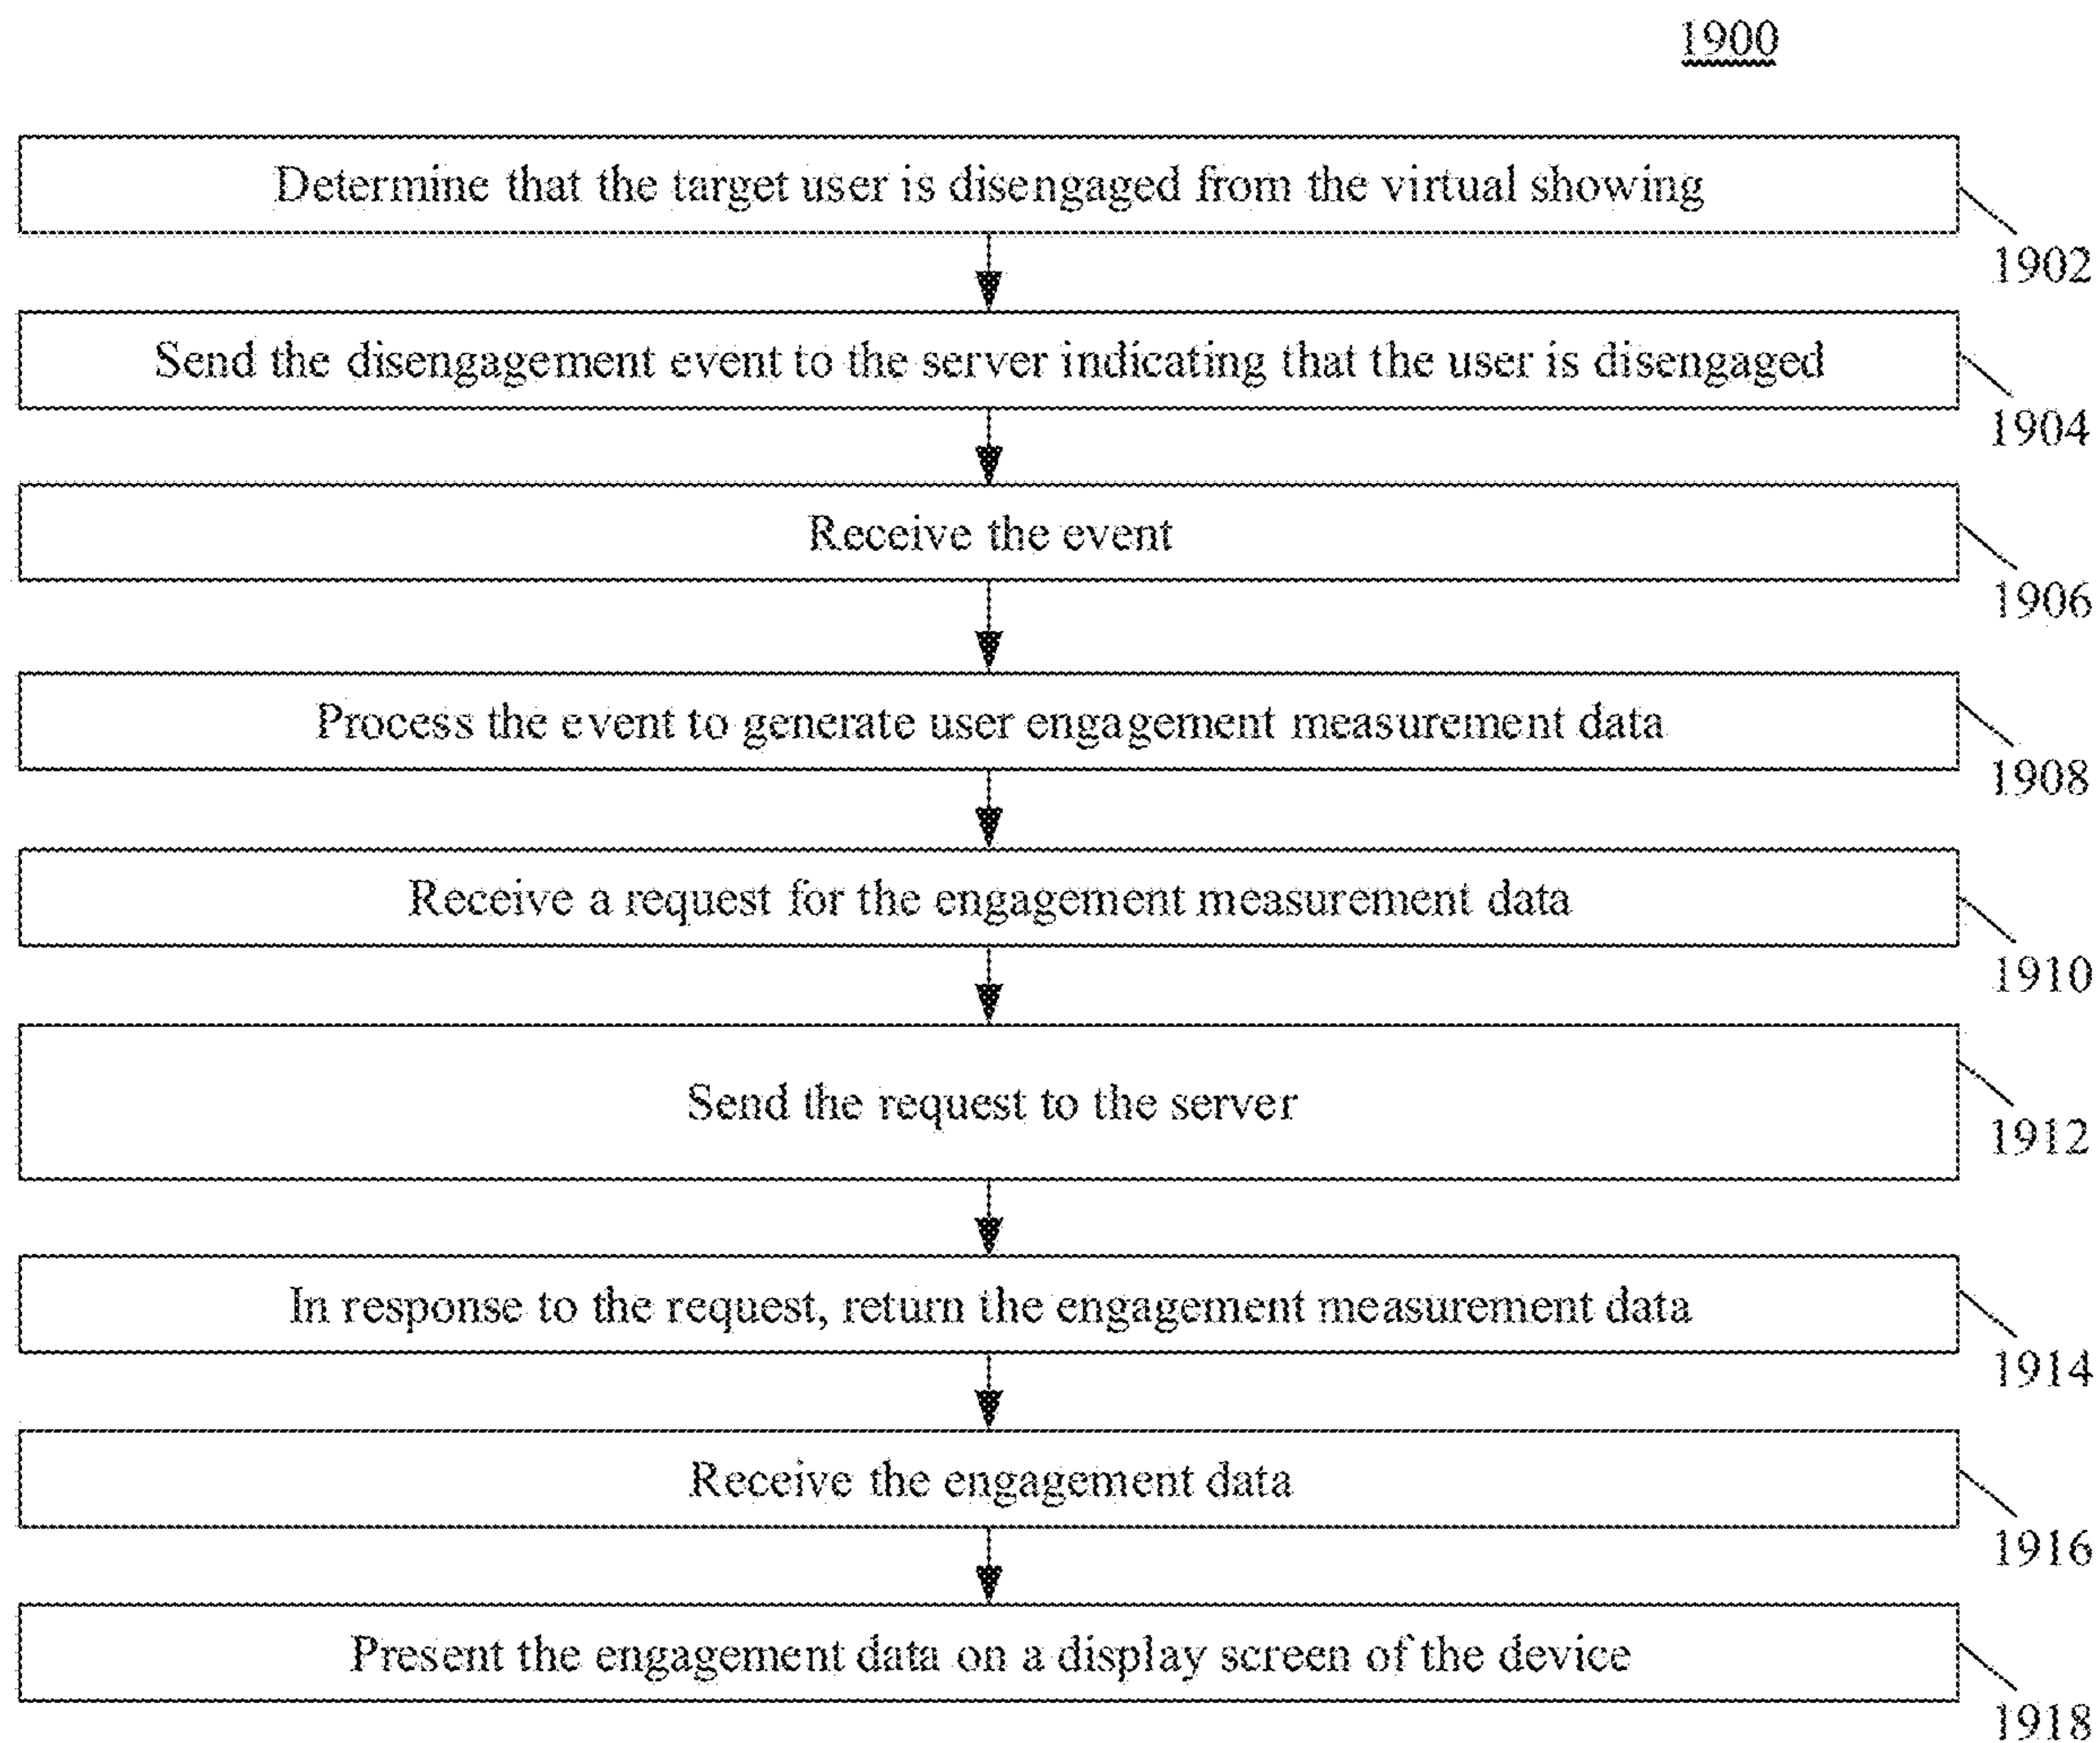 1900
Determine that the target user is disengaged from the virtual showing
1902
Send the disengagement event to the server indicating that the user is disengaged
1904
Receive the event
1906
Process the event to generate user engagement measurement data
1908
Receive a request for the engagement measurement data
1910
Send the request to the server
1912
In response to the request, return the engagement measurement data
1914
Receive the engagement data
1916
Present the engagement data on a display screen of the device
1918